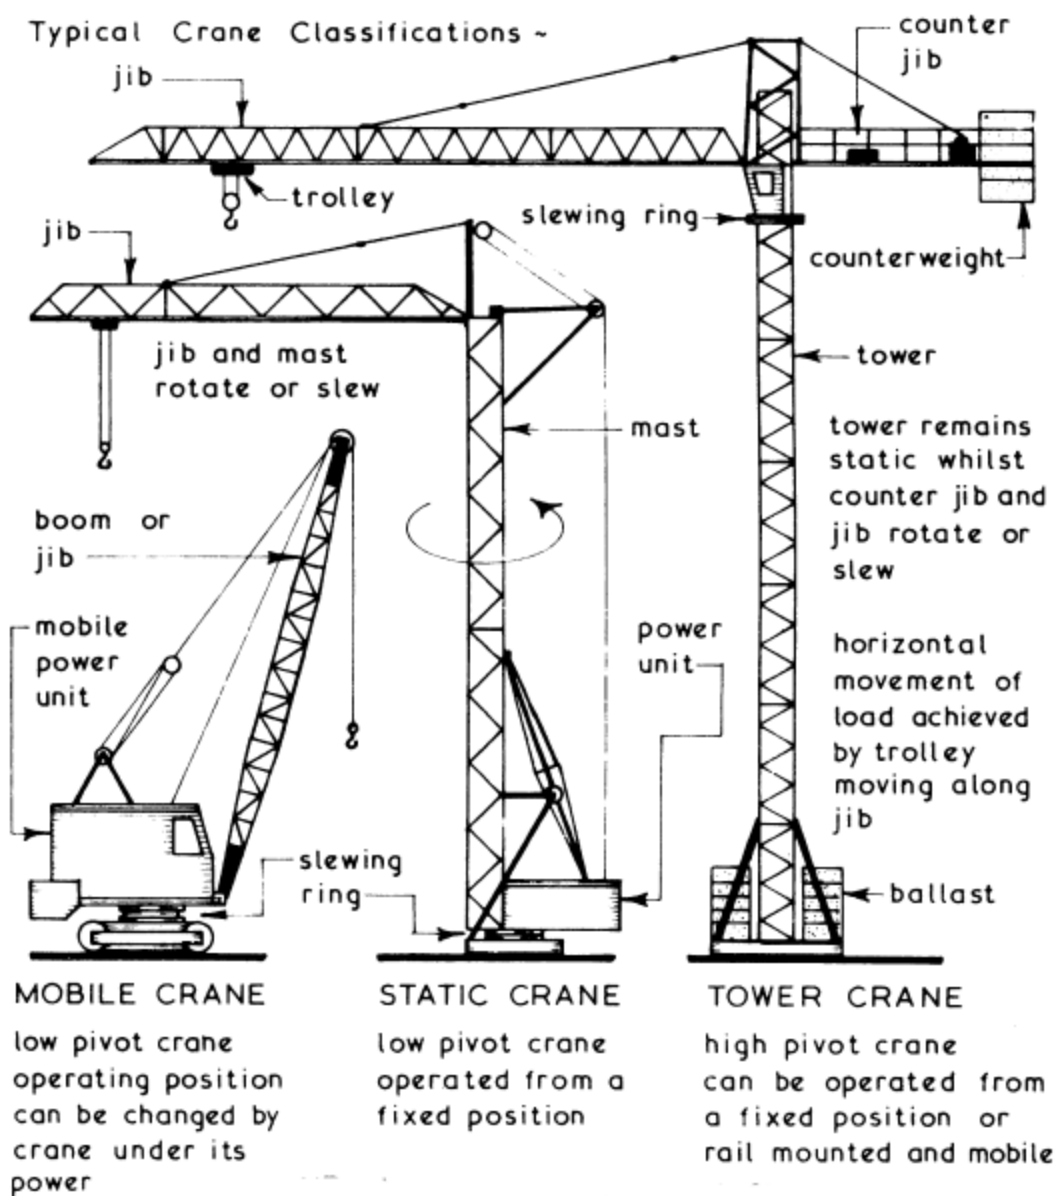 Typical Crane Classifications ~
jib
counter
jib
trolley
slewing ring
counterweight
jib
jib and mast
rotate or slew
tower
mast
tower remains
static whilst
counter jib and
jib rotate or
slew
boom or
jib
mobile
power
unit
power
unit
horizontal
movement of
load achieved
by trolley
moving along
jib
slewing
ring
ballast
MOBILE CRANE
low pivot crane
operating position
can be changed by
crane under its
power
STATIC CRANE
low pivot crane
operated from a
fixed position
TOWER CRANE
high pivot crane
can be operated from
a fixed position or
rail mounted and mobile